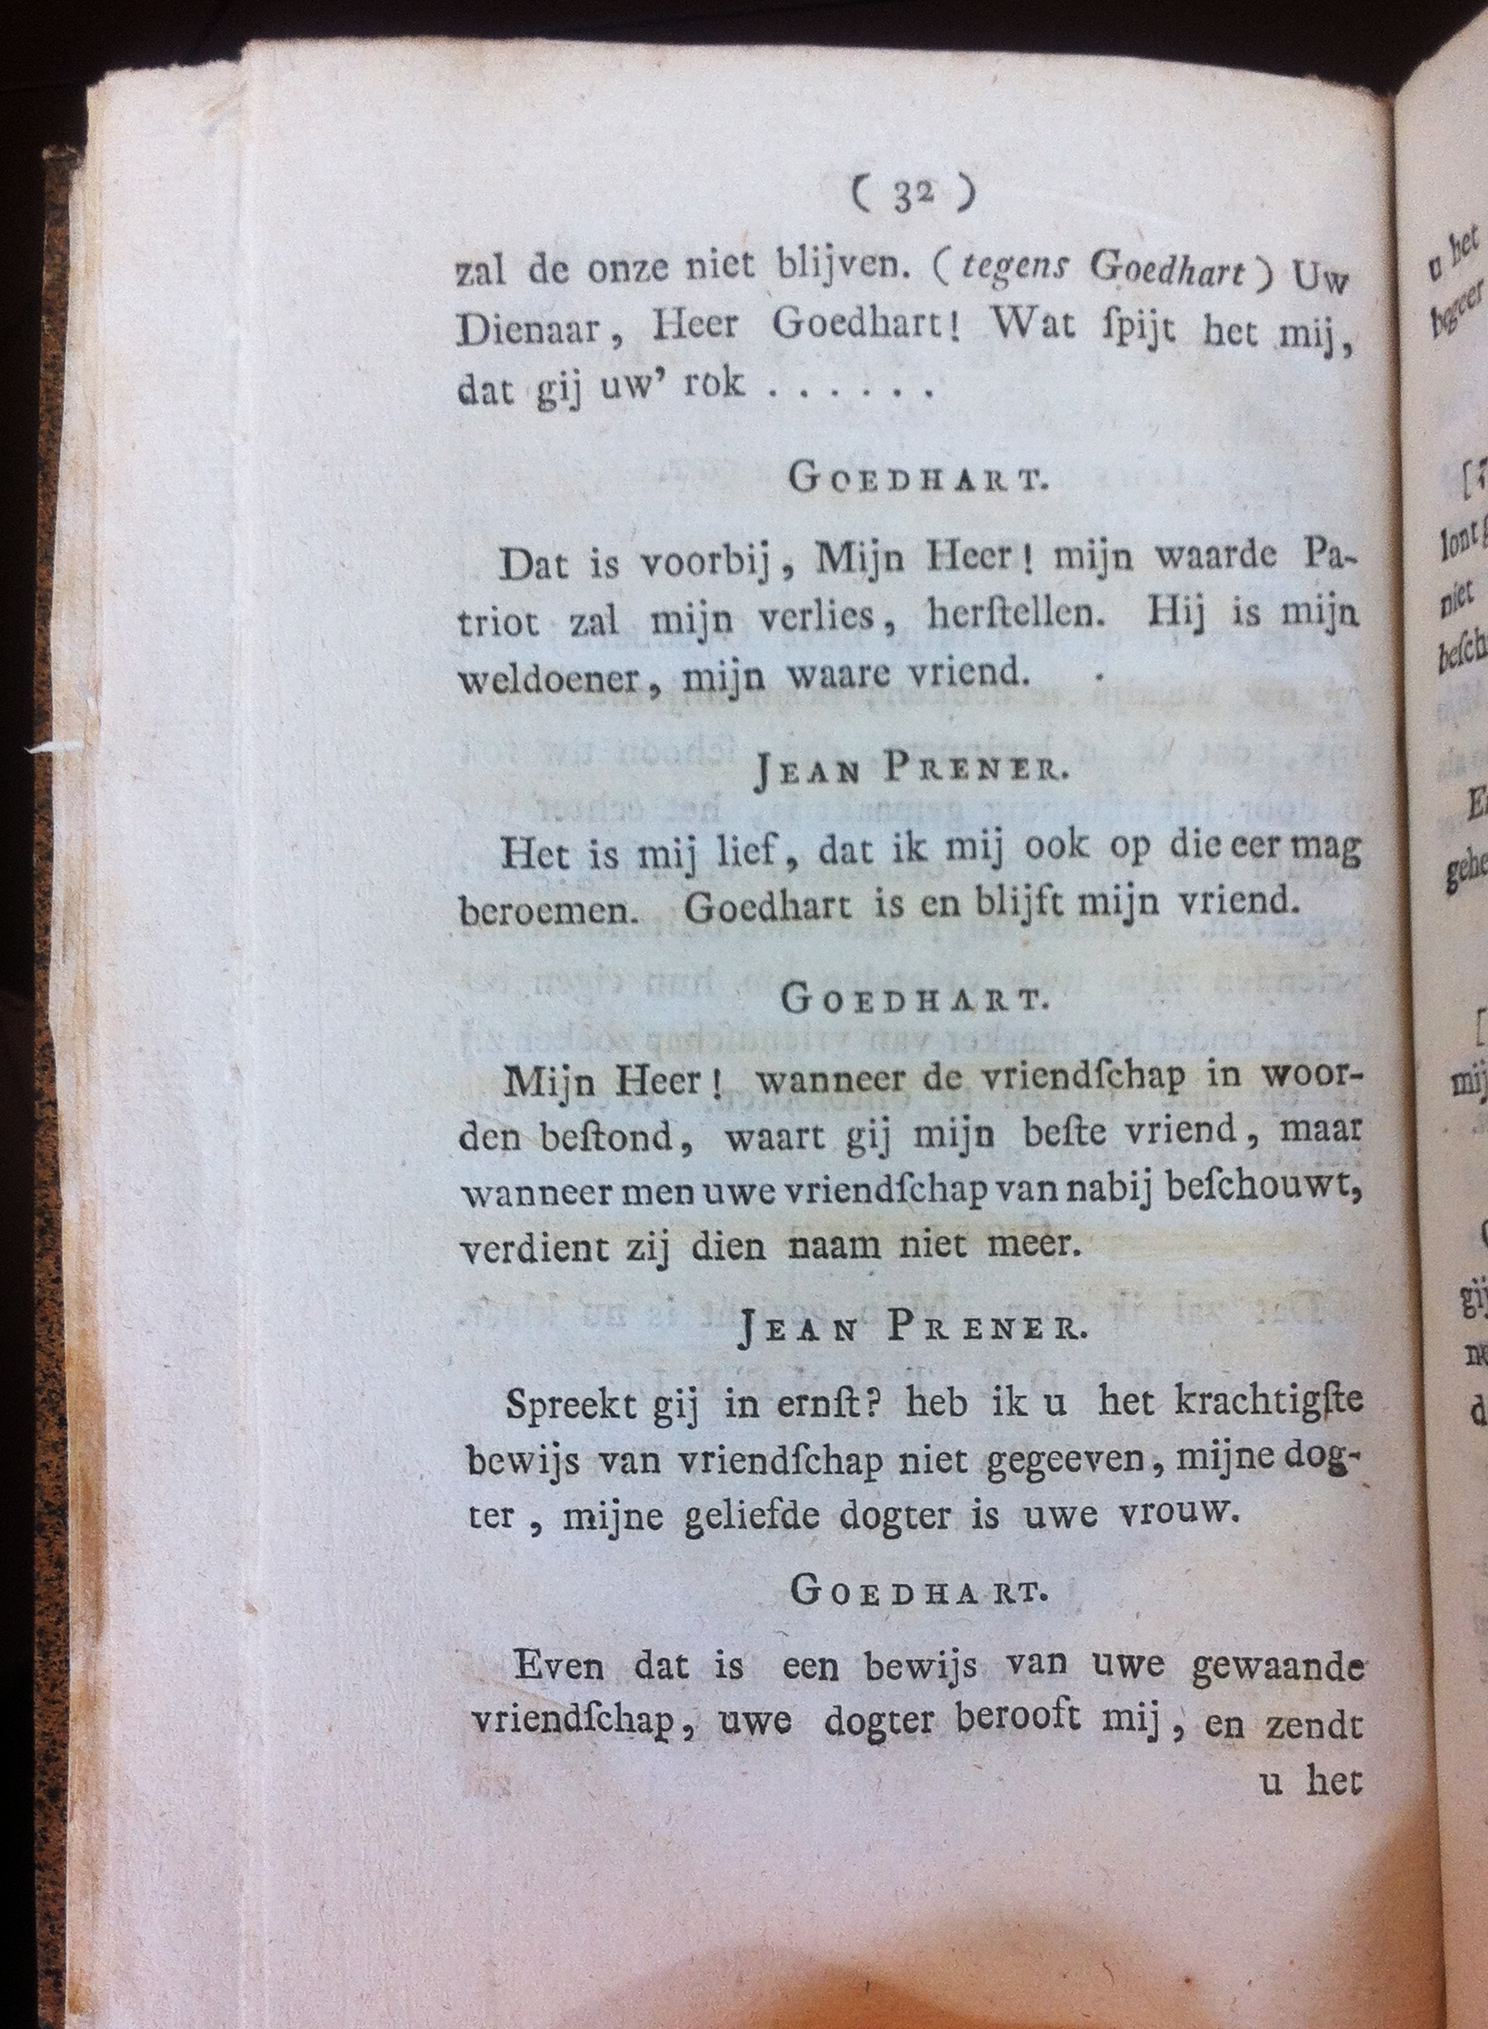 ( 32 )
zal de onze niet blijven. (tegens Goedhart) Uw
Dienaar, Heer Goedhart! Wat ſpijt het mij,
dat gij uw’ rok . . . . . .
GOEDHART.
Dat is voorbij, Mijn Heer! mijn waarde Pa-
triot zal mijn verlies, herſtellen. Hij is mijn
weldoener, mijn waare vriend.
JEAN PRENER.
Het is mij lief, dat ik mij ook op die eer mag
beroemen. Goedhart is en blijft mijn vriend.
GOEDHART.
Mijn Heer! wanneer de vriendſchap in woor-
den beſtond, waart gij mijn beſte vriend, maar
wanneer men uwe vriendſchap van nabij beſchouwt,
verdient zij dien naam niet meer.
JEAN PRENER.
Spreekt gij in ernſt? heb ik u het krachtigſte
bewijs van vriendſchap niet gegeeven, mijne dog-
ter, mijne geliefde dogter is uwe vrouw.
GOEDHART.
Even dat is een bewijs van uwe gewaande
vriendſchap, uwe dogter berooft mij, en zendt
u het
u het
begeer
niet